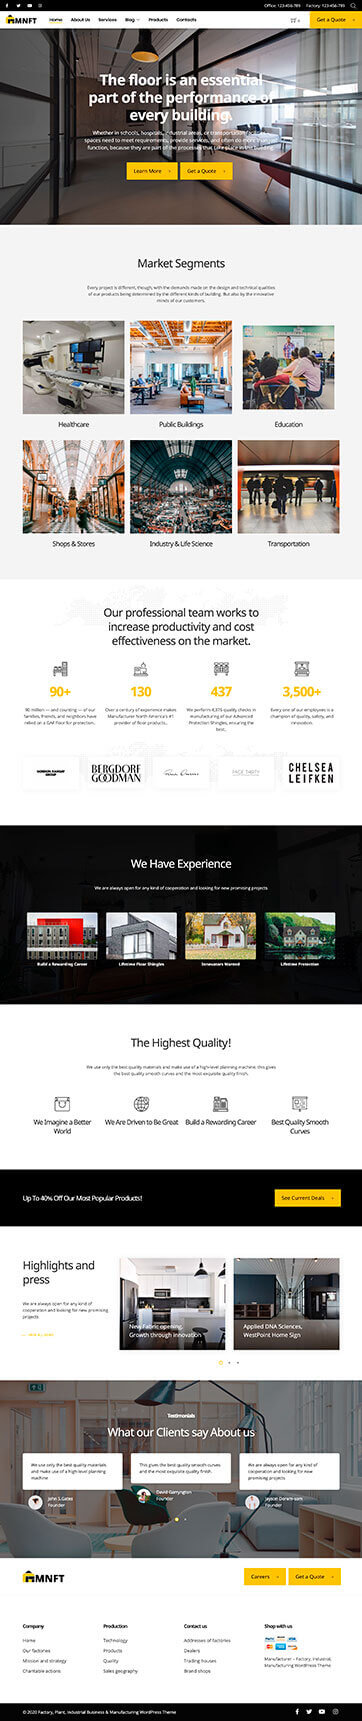 Office: 123-456-789 Factory: 123-456-789
MNFT Home About Us Services Blog Products Contacts Get a Quote
The floor is an essential
part of the performance of
every building.
Whether in schools, hospitals, industrial areas, or transportation facilities,
spaces need to meet requirements, provide services, and often do more than just
function, because they are part of the processes that take place in the building.
Learn More Get a Quote
Market Segments
Every project is different, though, with the demands made on the design and technical qualities
of our products being determined by the different kinds of building. But also by the innovative
minds of our customers.
Healthcare Public Buildings Education
Shops & Stores Industry & Life Science Transportation
Our professional team works to
increase productivity and cost
effectiveness on the market.
90+ 130 437 3,500+
90 million — and counting — of our
families, friends, and neighbors have
relied on a GAF floor for protection.
Over a century of experience makes
Manufacturer North America's #1
provider of floor products.
We perform 4,376 quality checks in
manufacturing of our Advanced
Protection Shingles, ensuring the
best.
Every one of our employees is a
champion of quality, safety, and
innovation.
GORDON RAMSAY
GROUP
BERGDORF
GOODMAN
CHELSEA
LEIFKEN
We Have Experience
We are always open for any kind of cooperation and looking for new promising projects.
Build a Rewarding Career Lifetime Floor Shingles Innovators Wanted Lifetime Protection
The Highest Quality!
We use only the best quality materials and make use of a high-level planning machine, this gives
the best quality smooth curves and the most exquisite quality finish.
We Imagine a Better
World
We Are Driven to Be Great
Build a Rewarding Career
Best Quality Smooth
Curves
Up To 40% Off Our Most Popular Products!
See Current Deals
Highlights and
press
We are always open for any kind of
cooperation and looking for new promising
projects
VIEW ALL NEWS
New Fabric opening.
Growth through innovation
Applied DNA Sciences,
WestPoint Home Sign
Testimonials
What our Clients say About us
We use only the best quality materials
and make use of a high-level planning
machine
John S.Gates
Founder
This gives the best quality smooth curves
and the most exquisite quality finish.
David Garryngton
Founder
We are always open for any kind of
cooperation and looking for new
promising projects
Jayson Darwin-sam
Founder
MNFT
Careers Get a Quote
Company
Home
Our factories
Mission and strategy
Charitable actions
Production
Technology
Products
Quality
Sales geography
Contact us
Addresses of factories
Dealers
Trading houses
Brand shops
Shop with us
Manufacturer – Factory, Industrial,
Manufacturing WordPress Theme
© 2020 Factory, Plant, Industrial Business & Manufacturing WordPress Theme